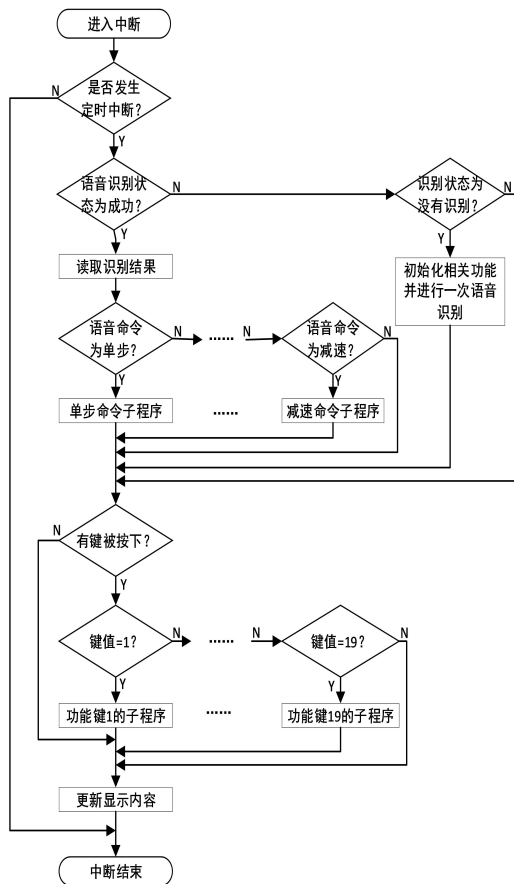 进入中断
是否发生
定时中断?
N
Y
语音识别状
态为成功?
N
Y
识别状态为
没有识别?
N
Y
读取识别结果
初始化相关功能
并进行一次语音
识别
语音命令
为单步?
N
······
N
语音命令
为减速?
N
Y
Y
单步命令子程序
······
减速命令子程序
有键被按下?
N
Y
键值=1?
N
······
N
键值=19?
N
Y
Y
功能键1的子程序
······
功能键19的子程序
更新显示内容
中断结束